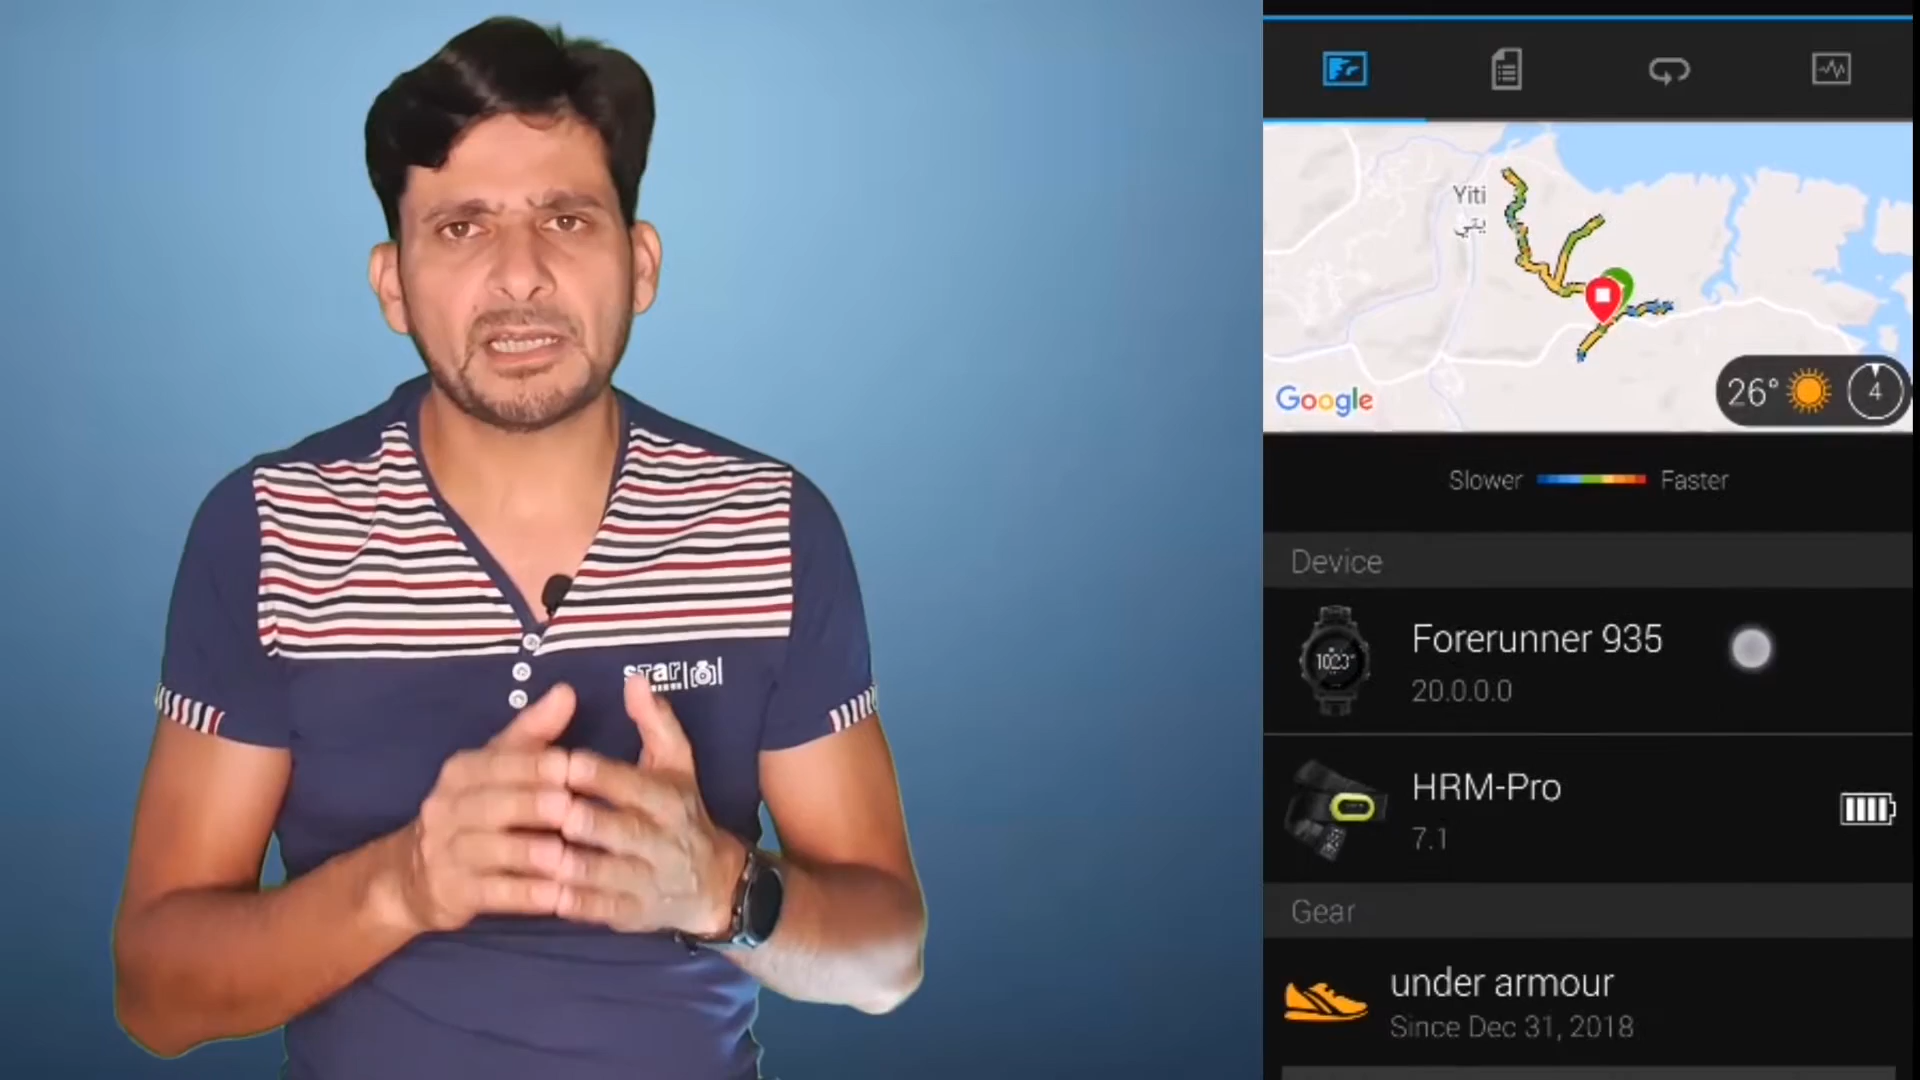 star
Yiti
يتي
Google
26°
4
Slower
Faster
Device
Forerunner 935
20.0.0.0
HRM-Pro
7.1
Gear
under armour
Since Dec 31, 2018